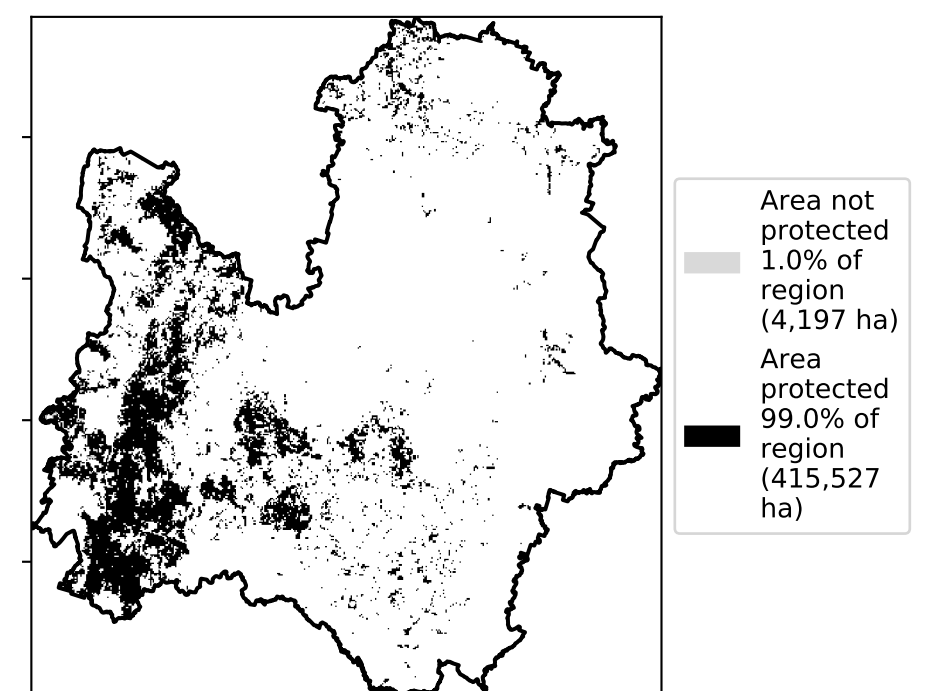 Area not
protected
1.0% of
region
(4,197 ha)
Area
protected
99.0% of
region
(415,527
ha)